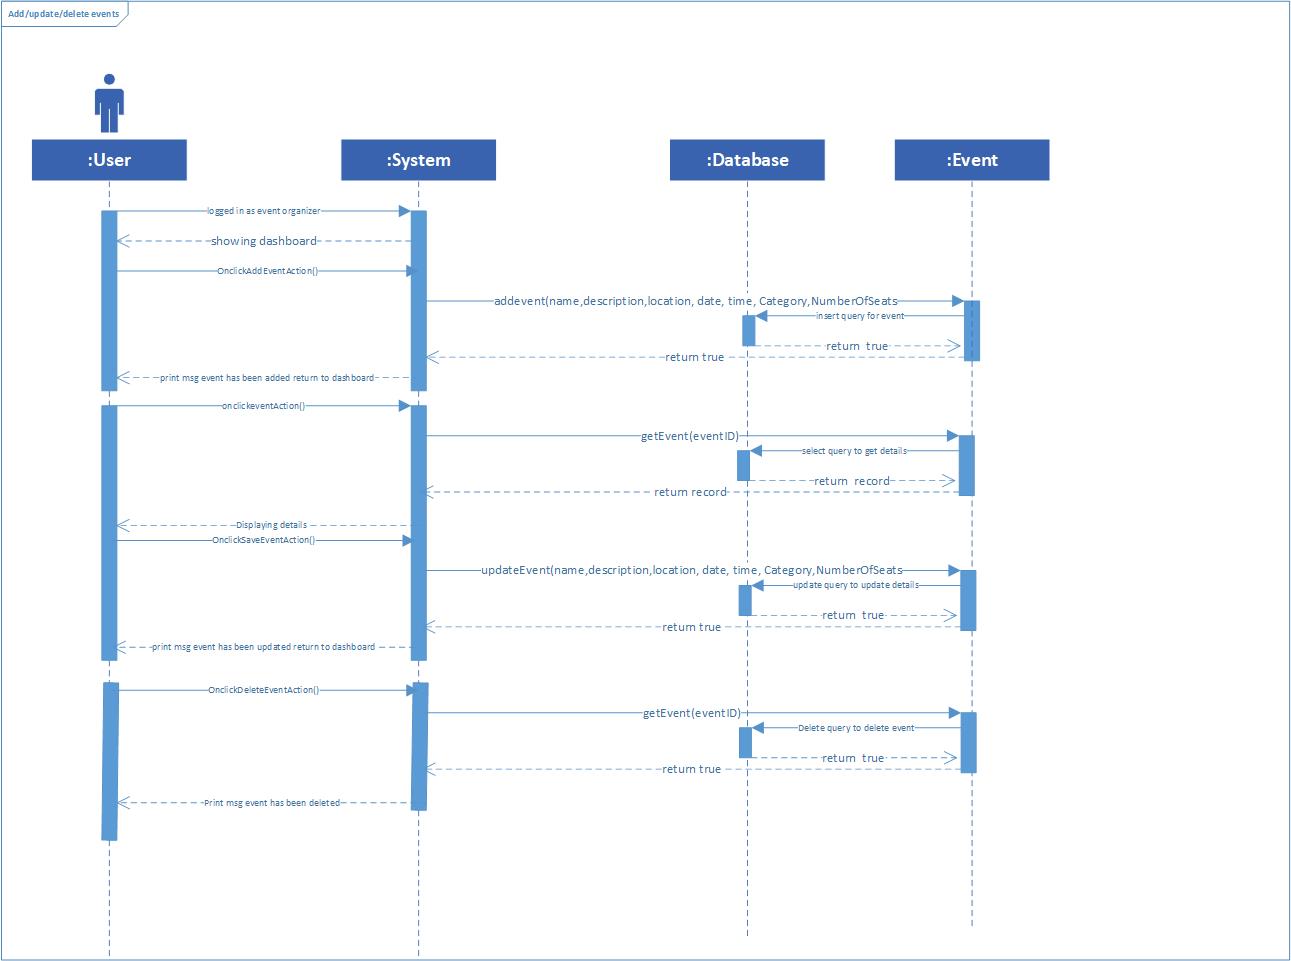 Add/update/delete events
:User
:System
:Database
:Event
logged in as event organizer
showing dashboard
OnclickAddEventAction()
addevent(name,description,location, date, time, Category,NumberOfSeats
insert query for event
return true
return true
print msg event has been added return to dashboard
onclickeventAction()
getEvent(eventID)
select query to get details
return record
return record
Displaying details
OnclickSaveEventAction()
updateEvent(name,description,location, date, time, Category,NumberOfSeats
update query to update details
return true
return true
print msg event has been updated return to dashboard
OnclickDeleteEventAction()
getEvent(eventID)
Delete query to delete event
return true
return true
Print msg event has been deleted